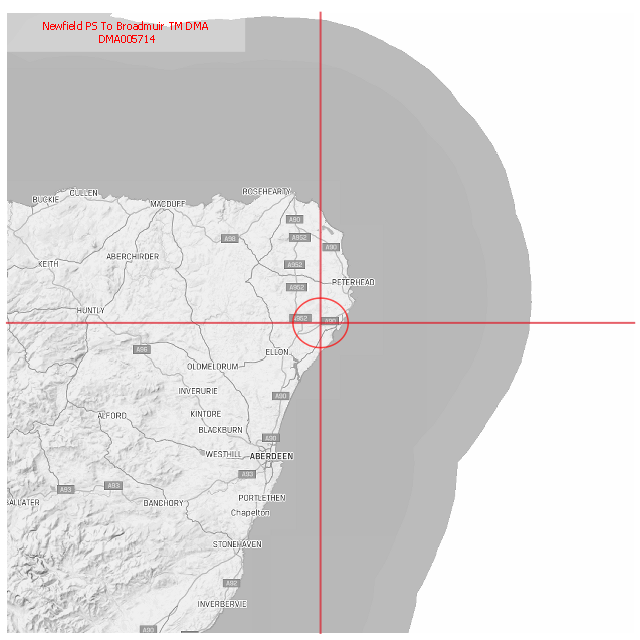 Newfield PS To Broadmuir TM DMA
DMA005714
ROSEHEARTY
CULLEN
BUCKIE
MACDUFF
A90
A98
A952
A90
ABERCHIRDER
KEITH
A952
PETERHEAD
A952
HUNTLY
A952
A90
A96
ELLON
OLDMELDRUM
INVERURIE
A90
ALFORD
KINTORE
BLACKBURN
A90
WESTHILL
ABERDEEN
A90
A93
A93
BALLATER
BANCHORY
PORTLETHEN
Chapelton
STONEHAVEN
A92
INVERBERVIE
A90